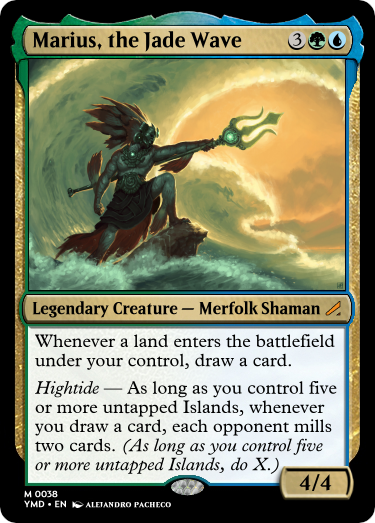 Marius, the Jade Wave 3
Legendary Creature — Merfolk Shaman
Whenever a land enters the battlefield
under your control, draw a card.
Hightide — As long as you control five
or more untapped Islands, whenever
you draw a card, each opponent mills
two cards. (As long as you control five
or more untapped Islands, do X.)
4/4
M 0038
YMD • EN ALEJANDRO PACHECO